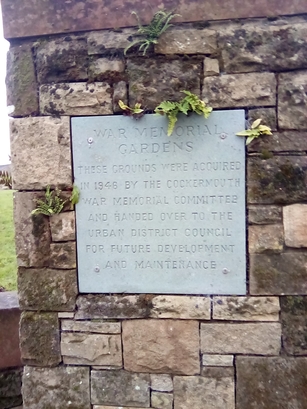 WAR MEMORIAL
GARDENS
THESE GROUNDS WERE ACQUIRED
IN 1948 BY THE COCKERMOUTH
WAR MEMORIAL COMMITTEE
AND HANDED OVER TO THE
URBAN DISTRICT COUNCIL
FOR FUTURE DEVELOPMENT
AND MAINTENANCE